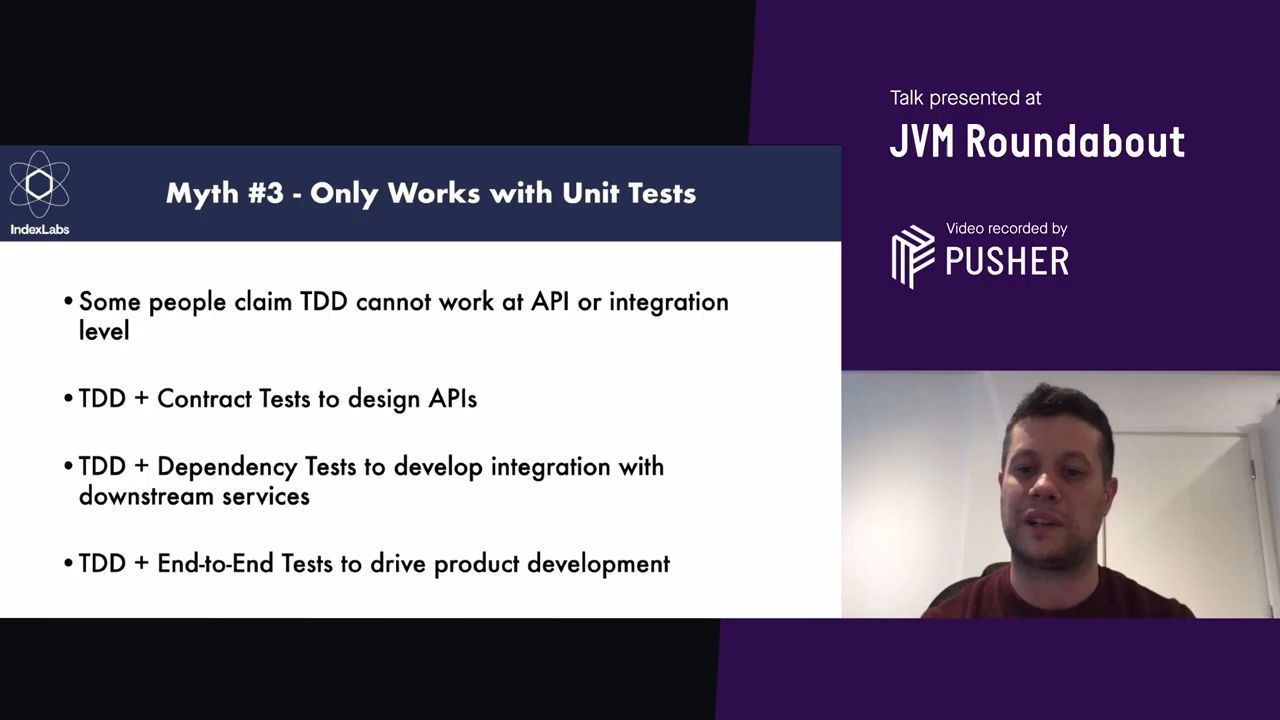 Talk presented at
JVM Roundabout
Video recorded by
PUSHER
IndexLabs
Myth #3 - Only Works with Unit Tests
•Some people claim TDD cannot work at API or integration
level
•TDD + Contract Tests to design APIs
•TDD + Dependency Tests to develop integration with
downstream services
•TDD + End-to-End Tests to drive product development